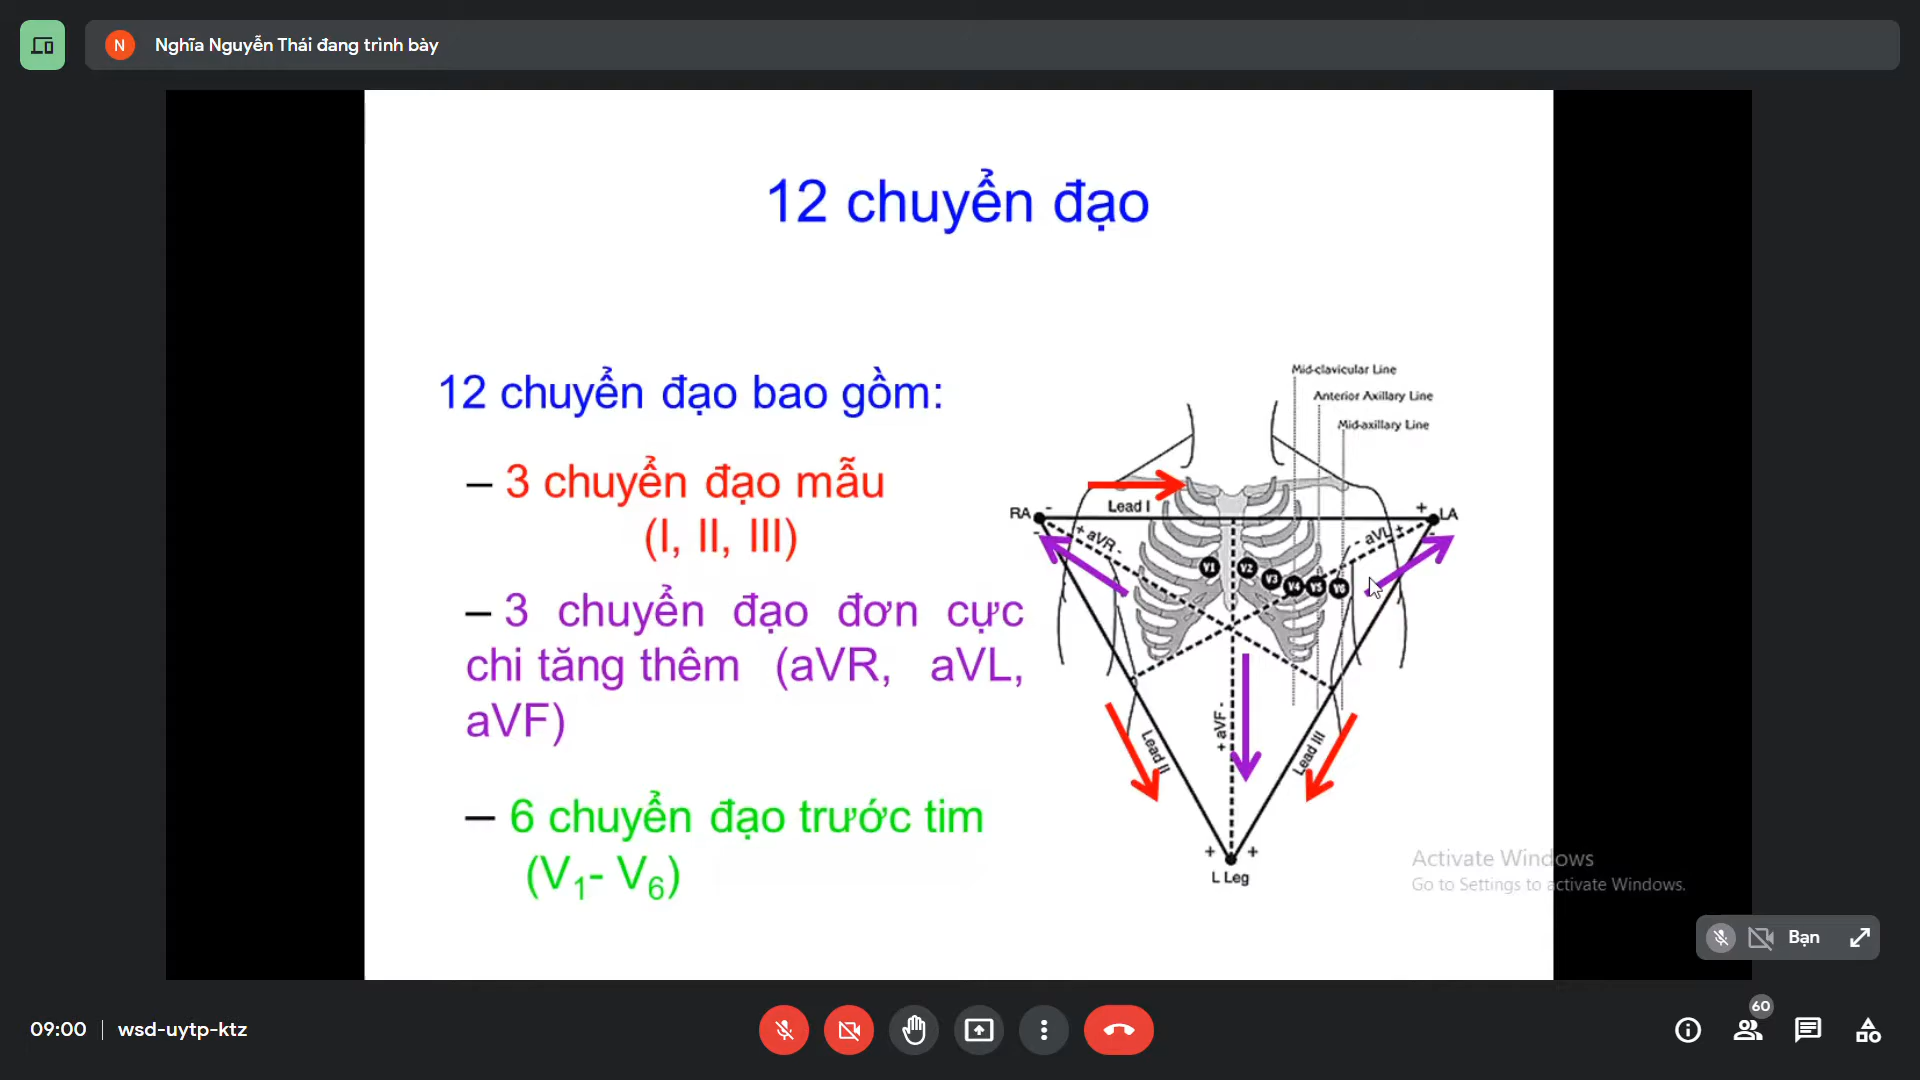 N
Nghĩa Nguyễn Thái đang trình bày
12 chuyển đạo
12 chuyển đạo bao gồm:
– 3 chuyển đạo mẫu
(I, II, III)
– 3 chuyển đạo đơn cực
chi tăng thêm (aVR, aVL,
aVF)
– 6 chuyển đạo trước tim
(V1- V6)
Mid-clavicular Line
Anterior Axillary Line
Mid-axillary Line
RA -
Lead I
+ LA
-
+ aVR -
- aVL +
-
V1 V2 V3 V4 V5 V6
+ aVF -
Lead II
Lead III
+ +
L Leg
Activate Windows
Go to Settings to activate Windows.
Bạn
09:00 | wsd-uytp-ktz
60